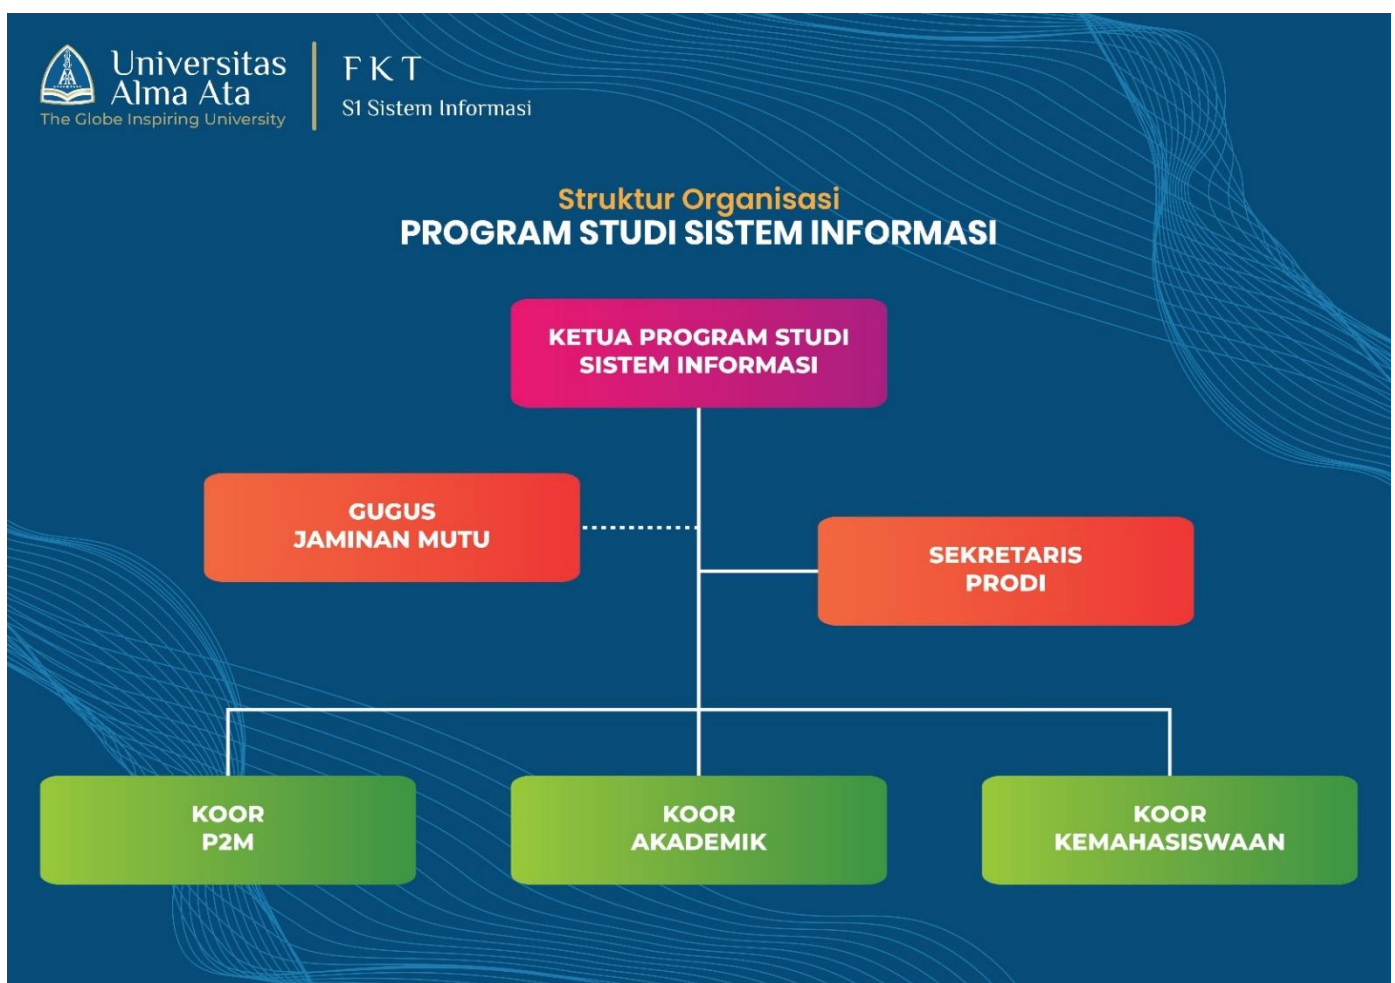 Universitas
Alma Ata
The Globe Inspiring University
FKT
S1 Sistem Informasi
Struktur Organisasi
PROGRAM STUDI SISTEM INFORMASI
KETUA PROGRAM STUDI
SISTEM INFORMASI
GUGUS
JAMINAN MUTU
SEKRETARIS
PRODI
KOOR
P2M
KOOR
AKADEMIK
KOOR
KEMAHASISWAAN